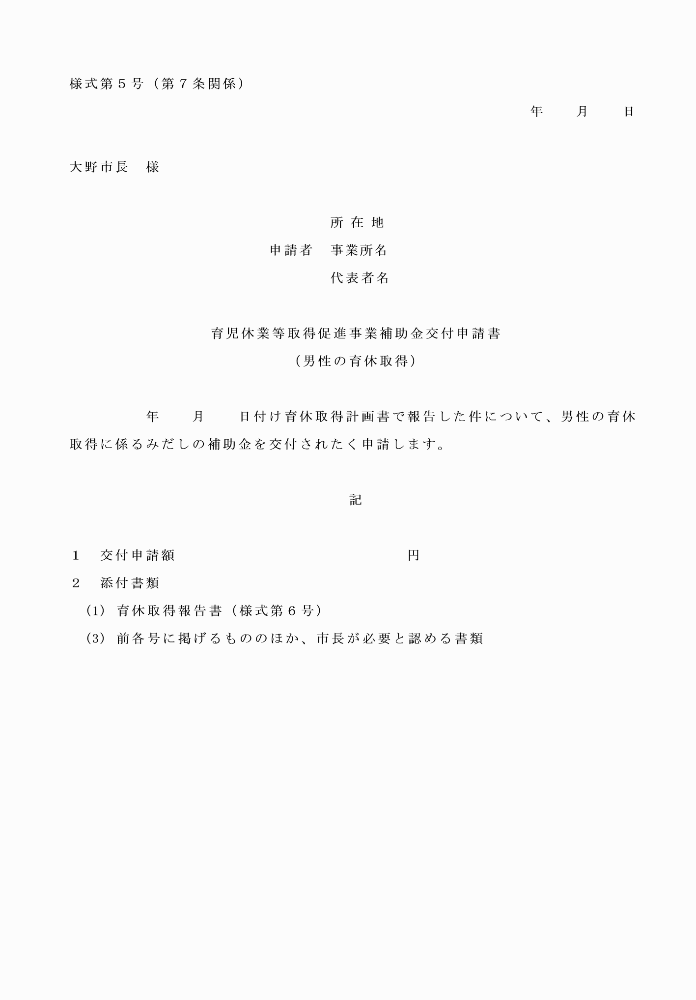 様式第５号（第７条関係）
年　　月　　日
大野市長　様
所在地
申請者　事業所名
代表者名
育児休業等取得促進事業補助金交付申請書
（男性の育休取得）
年　　月　　日付け育休取得計画書で報告した件について、男性の育休
取得に係るみだしの補助金を交付されたく申請します。
記
１　交付申請額　　　　　　　　　　　　　　　円
２　添付書類
(1) 育休取得報告書（様式第６号）
(3) 前各号に掲げるもののほか、市長が必要と認める書類